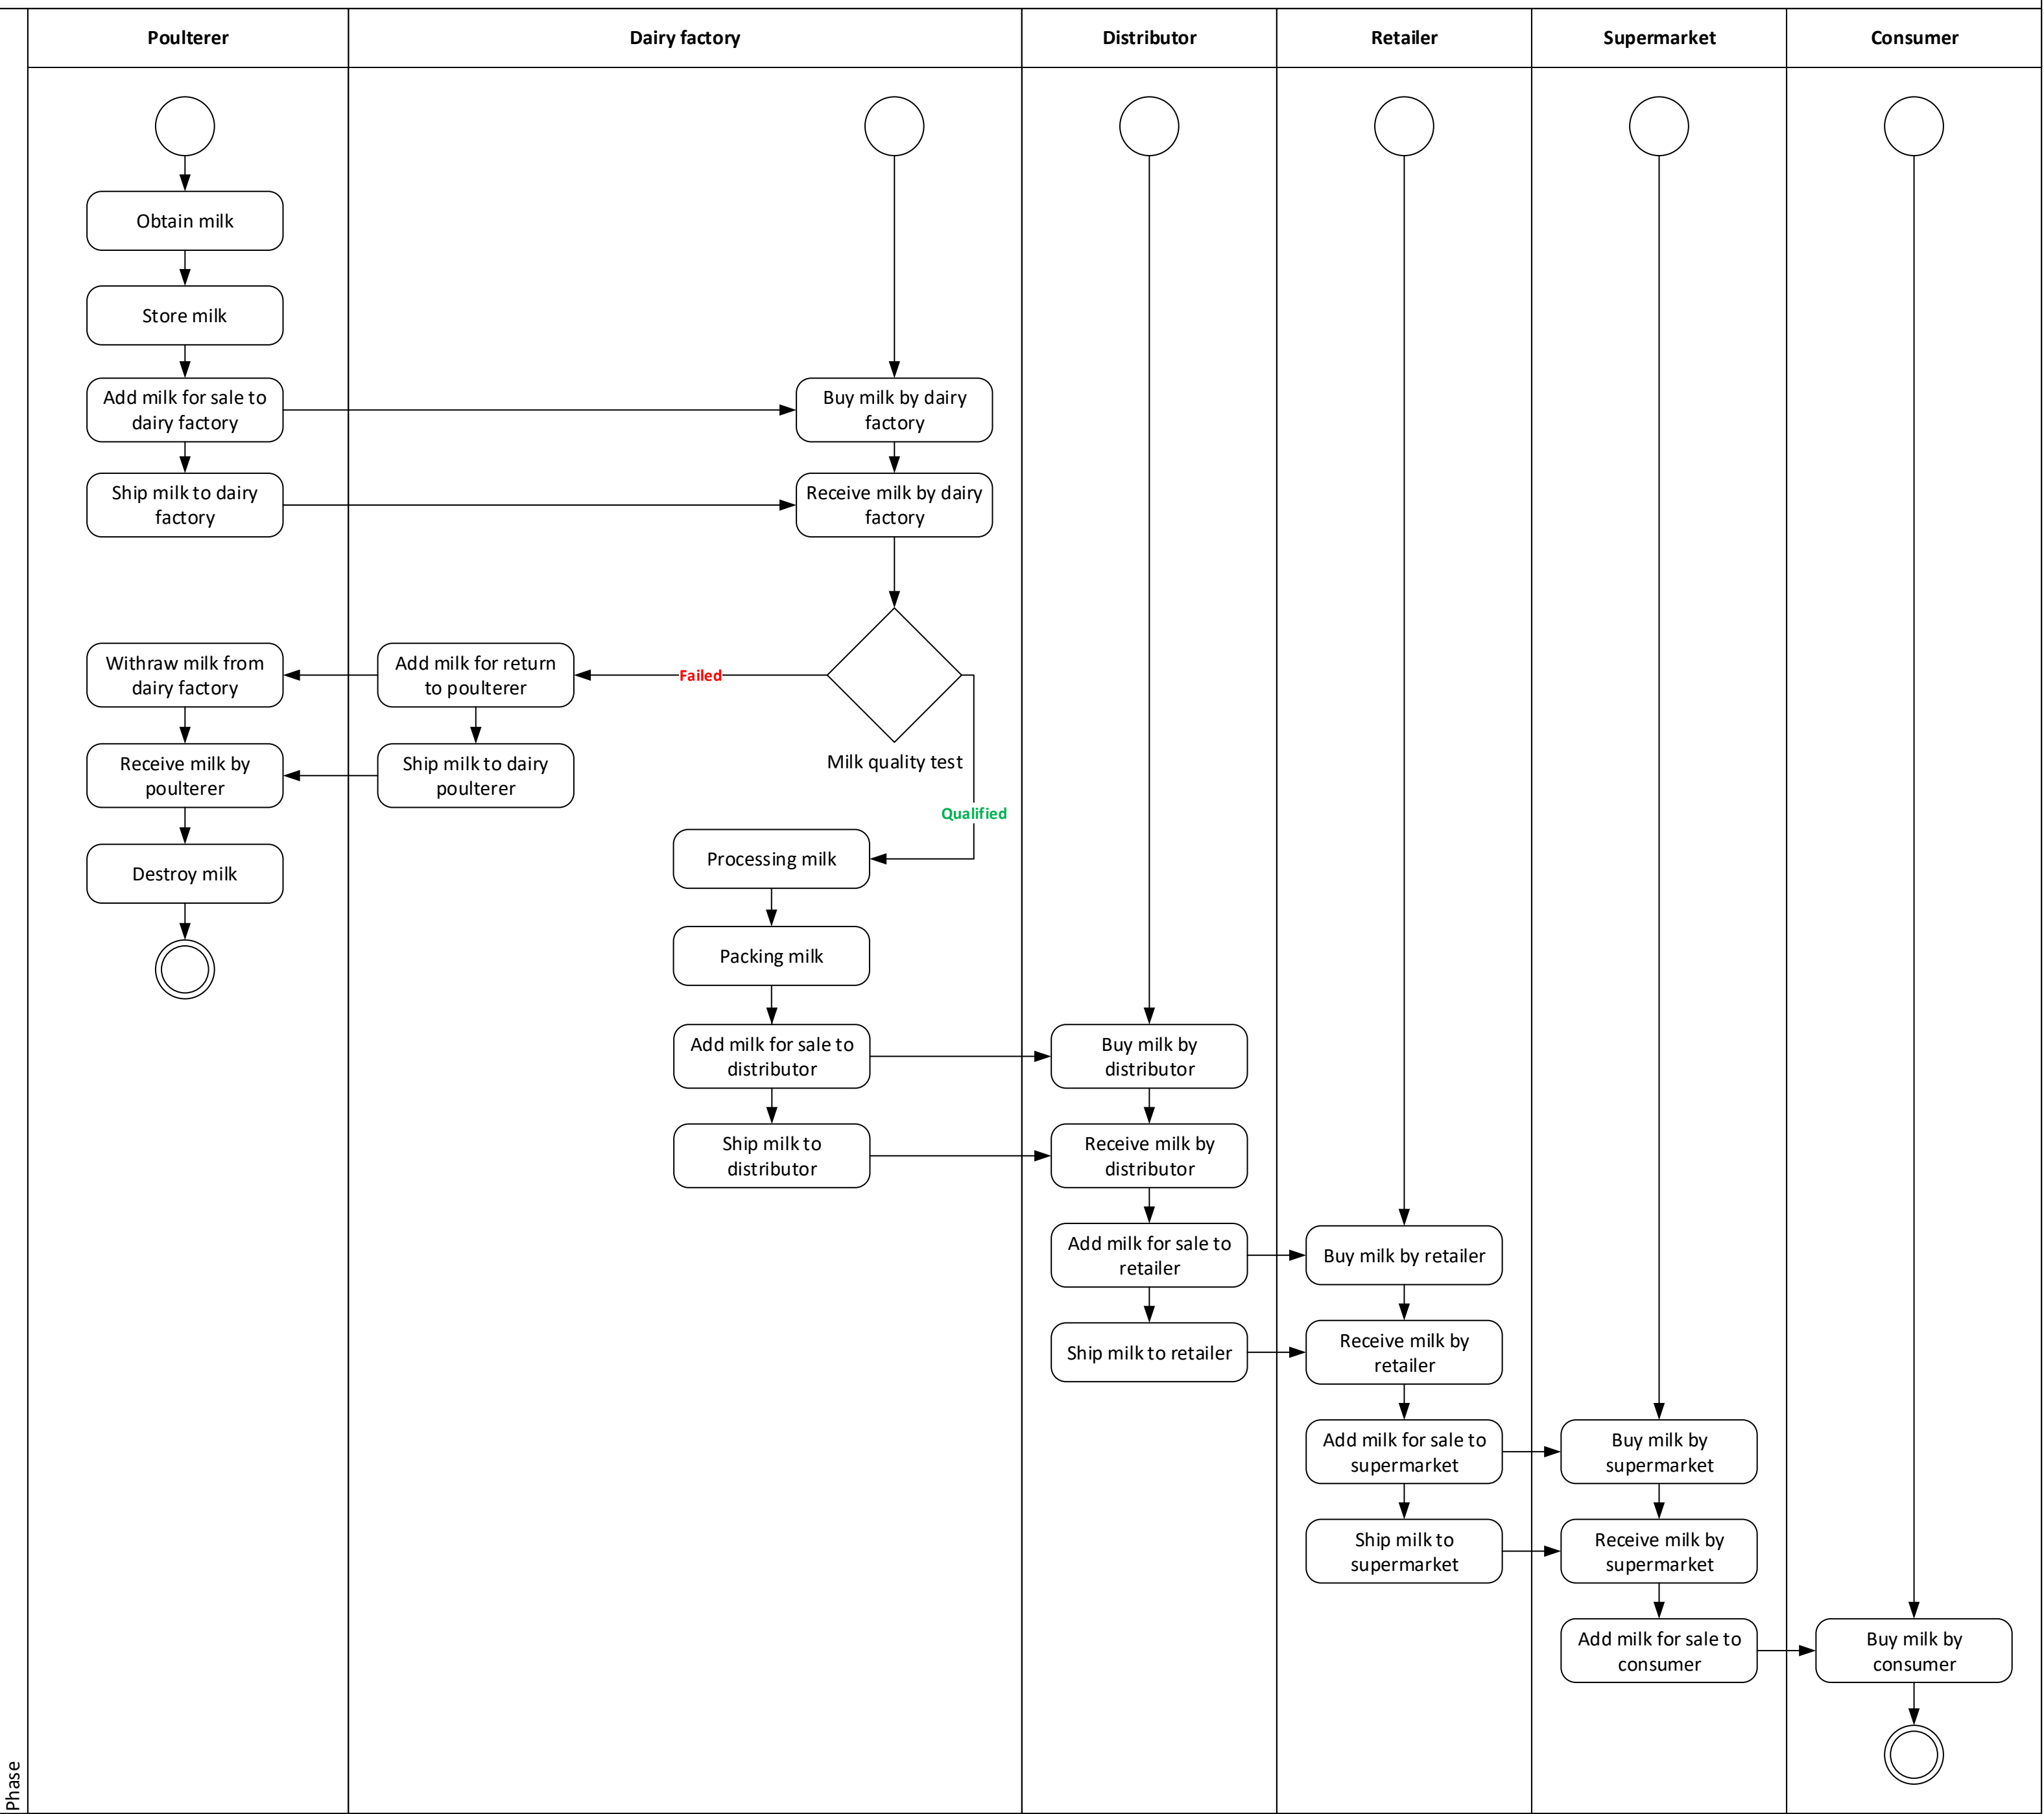 Poulterer
Dairy factory
Distributor
Retailer
Supermarket
Consumer
Obtain milk
Store milk
Add milk for sale to
dairy factory
Buy milk by dairy
factory
Ship milk to dairy
factory
Receive milk by dairy
factory
Withraw milk from
dairy factory
Add milk for return
to poulterer
Failed
Milk quality test
Receive milk by
poulterer
Ship milk to dairy
poulterer
Qualified
Processing milk
Destroy milk
Packing milk
Add milk for sale to
distributor
Buy milk by
distributor
Ship milk to
distributor
Receive milk by
distributor
Add milk for sale to
retailer
Buy milk by retailer
Ship milk to retailer
Receive milk by
retailer
Add milk for sale to
supermarket
Buy milk by
supermarket
Ship milk to
supermarket
Receive milk by
supermarket
Add milk for sale to
consumer
Buy milk by
consumer
Phase